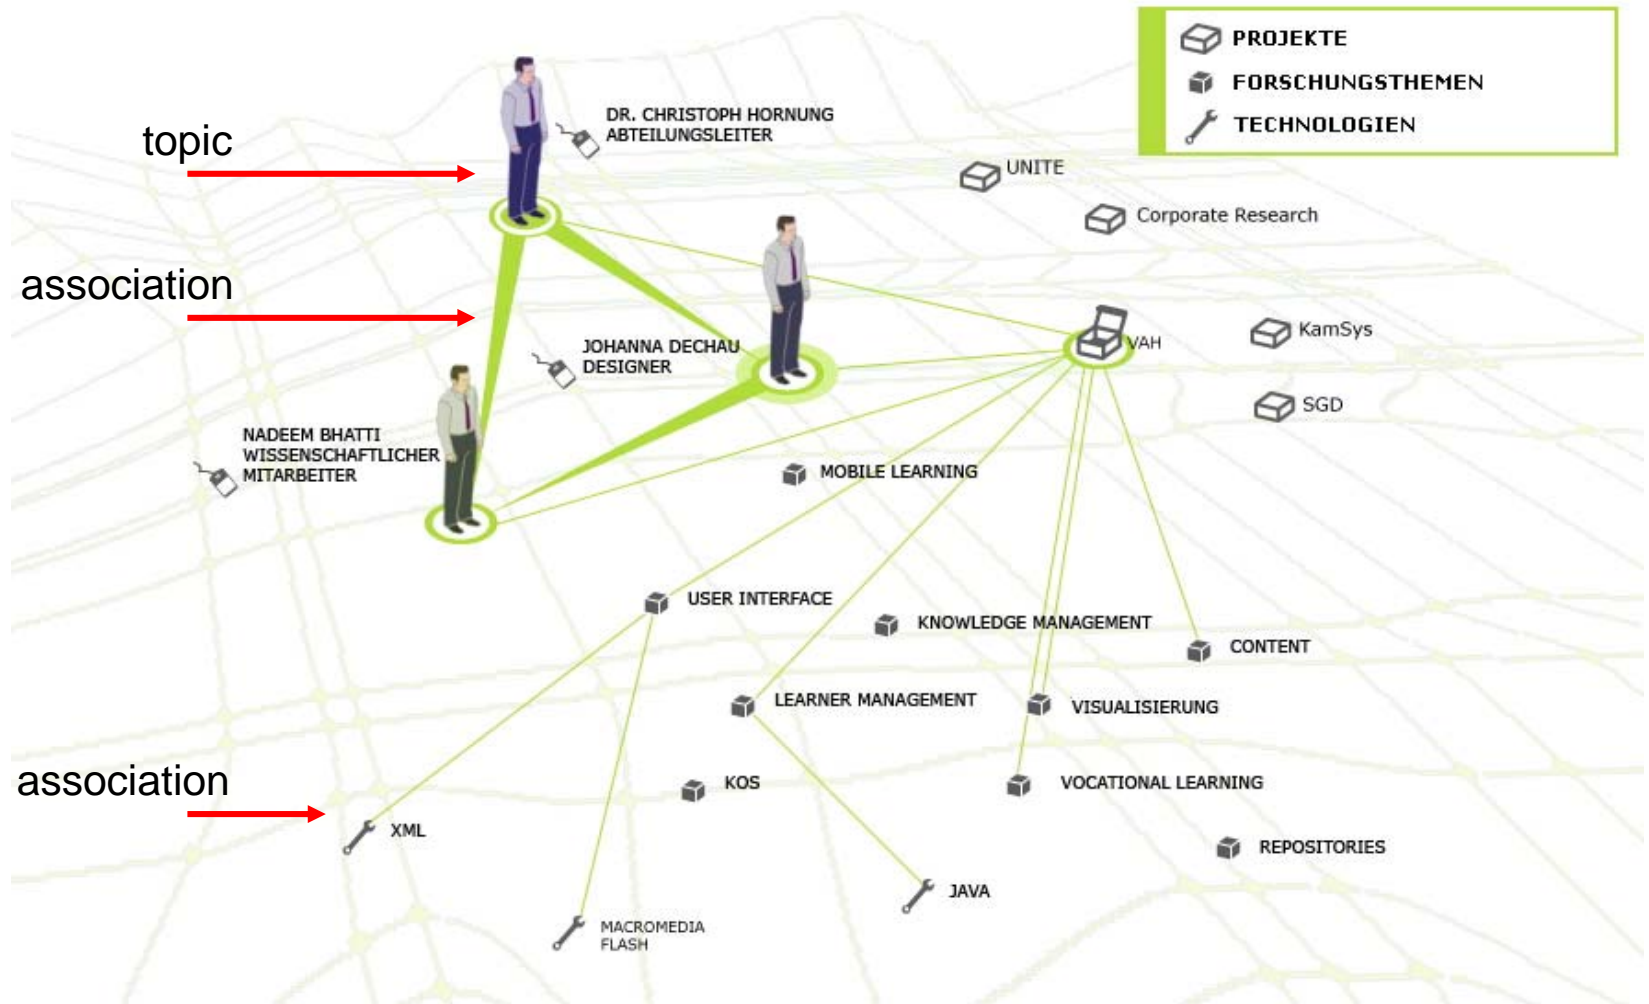 PROJEKTE
FORSCHUNGSTHEMEN
TECHNOLOGIEN
DR. CHRISTOPH HORNUNG
ABTEILUNGSLEITER
topic
UNITE
Corporate Research
association
KamSys
VAH
JOHANNA DECHAU
DESIGNER
SGD
NADEEM BHATTI
WISSENSCHAFTLICHER
MITARBEITER
MOBILE LEARNING
USER INTERFACE
KNOWLEDGE MANAGEMENT
CONTENT
LEARNER MANAGEMENT
VISUALISIERUNG
association
KOS
VOCATIONAL LEARNING
XML
REPOSITORIES
JAVA
MACROMEDIA
FLASH